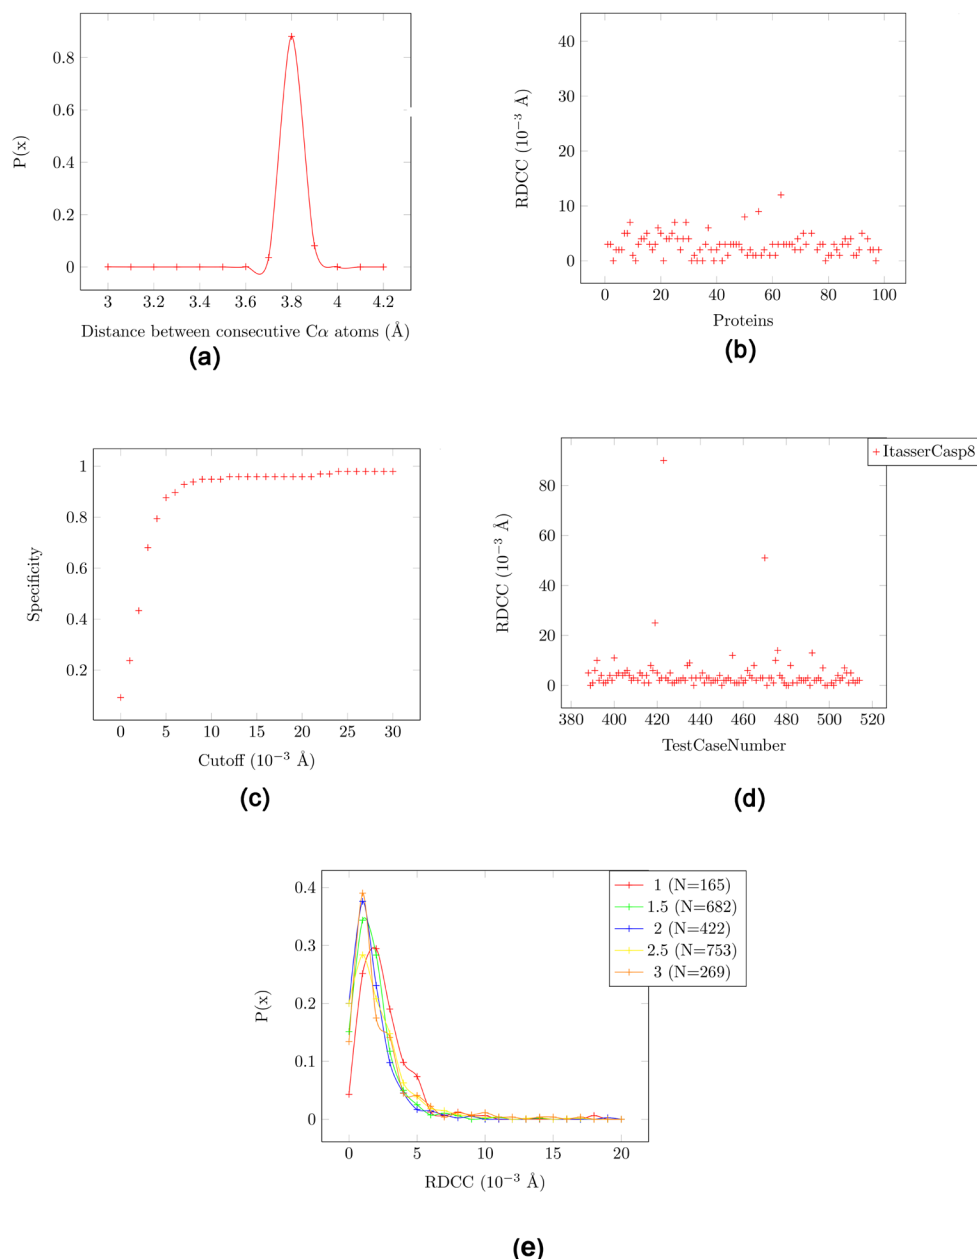 0.8
0.6
0.4
0.2
0
P(x)
3 3.2 3.4 3.6 3.8 4 4.2
Distance between consecutive Cα atoms (Å)
(a)
40
30
20
10
0
RDCC (10⁻³ Å)
0 20 40 60 80 100
Proteins
(b)
1
0.8
0.6
0.4
0.2
Specificity
0 5 10 15 20 25 30
Cutoff (10⁻³ Å)
(c)
ItasserCasp8
80
60
40
20
0
RDCC (10⁻³ Å)
380 400 420 440 460 480 500 520
TestCaseNumber
(d)
0.4
0.3
0.2
0.1
0
P(x)
1 (N=165)
1.5 (N=682)
2 (N=422)
2.5 (N=753)
3 (N=269)
0 5 10 15 20
RDCC (10⁻³ Å)
(e)